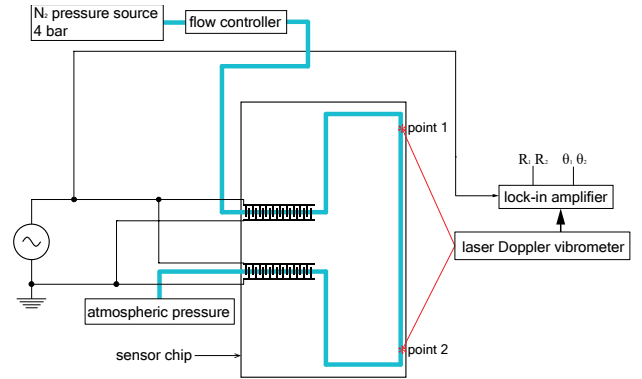 N₂ pressure source
4 bar
flow controller
point 1
R₁ R₂ θ₁ θ₂
lock-in amplifier
laser Doppler vibrometer
atmospheric pressure
point 2
sensor chip